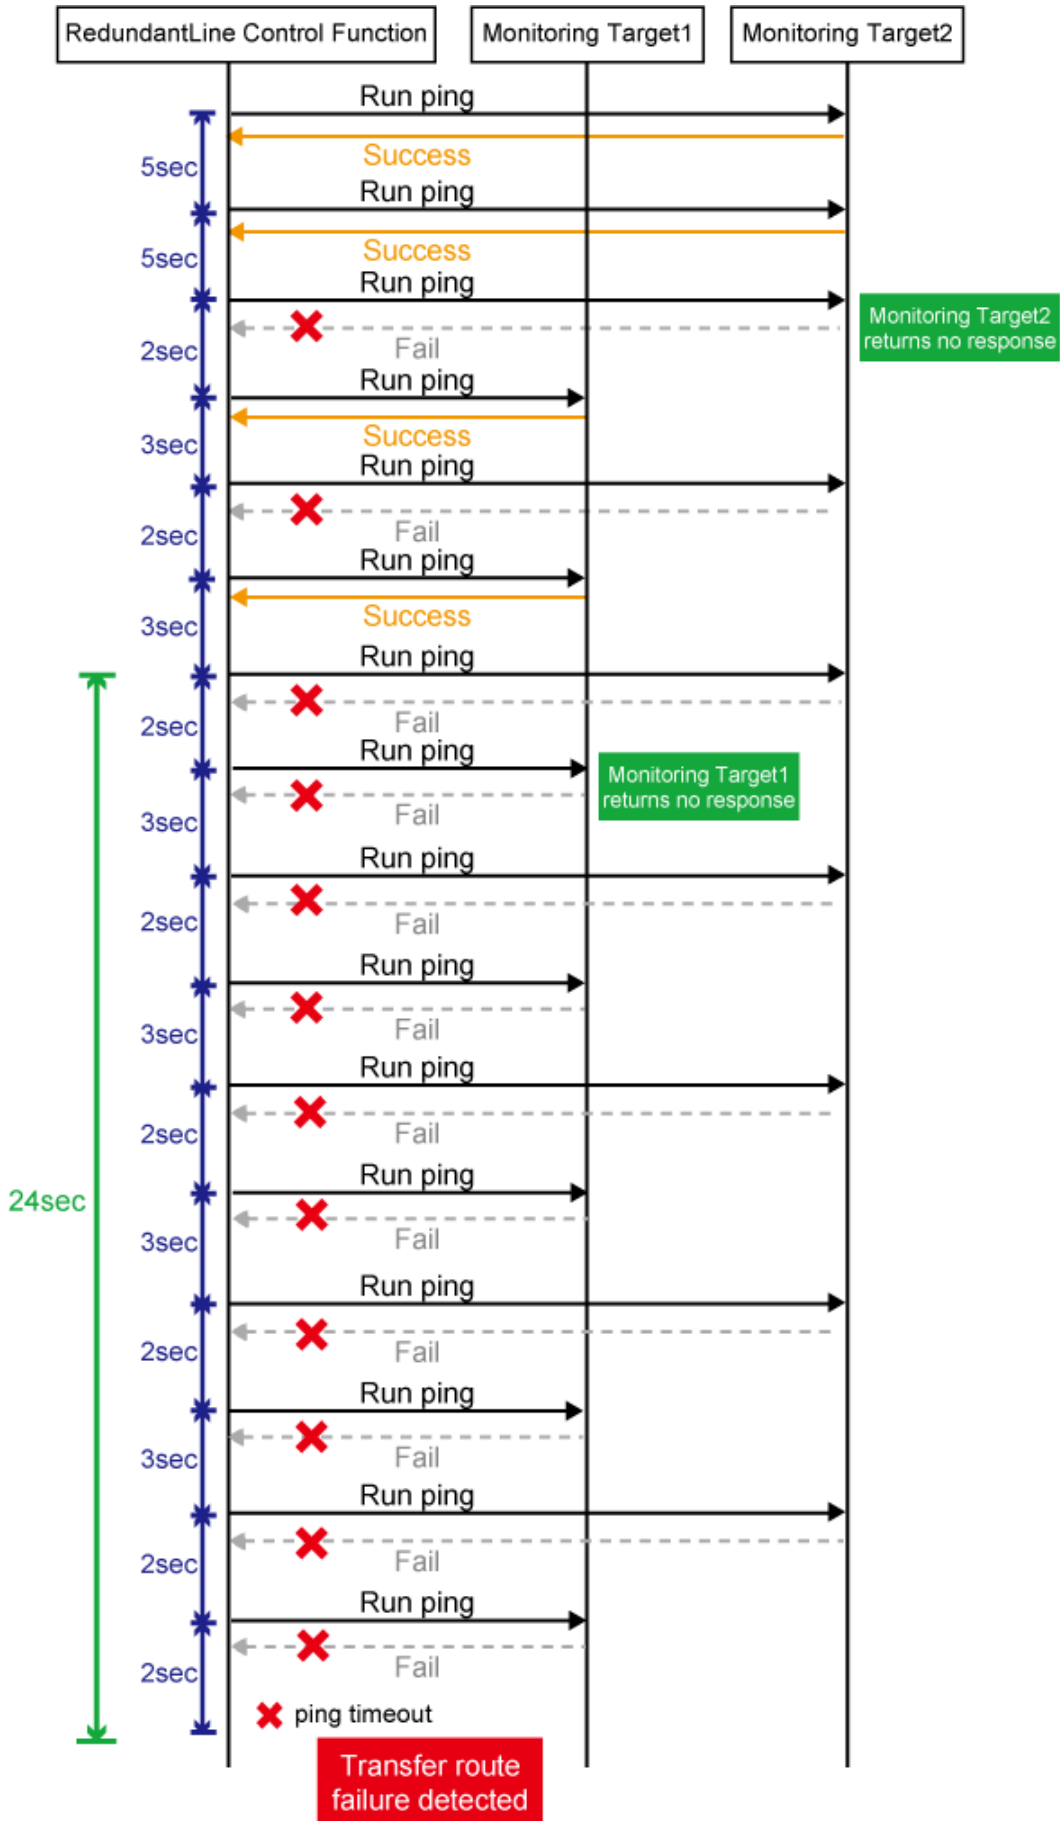 RedundantLine Control Function
Monitoring Target1
Monitoring Target2
Run ping
Success
5sec
Run ping
Success
5sec
Run ping
Monitoring Target2
returns no response
Fail
2sec
Run ping
Success
3sec
Run ping
Fail
2sec
Run ping
Success
3sec
Run ping
Fail
2sec
Run ping
Monitoring Target1
returns no response
Fail
3sec
Run ping
Fail
2sec
Run ping
Fail
3sec
Run ping
Fail
2sec
Run ping
24sec
Fail
3sec
Run ping
Fail
2sec
Run ping
Fail
3sec
Run ping
Fail
2sec
Run ping
Fail
2sec
ping timeout
Transfer route
failure detected